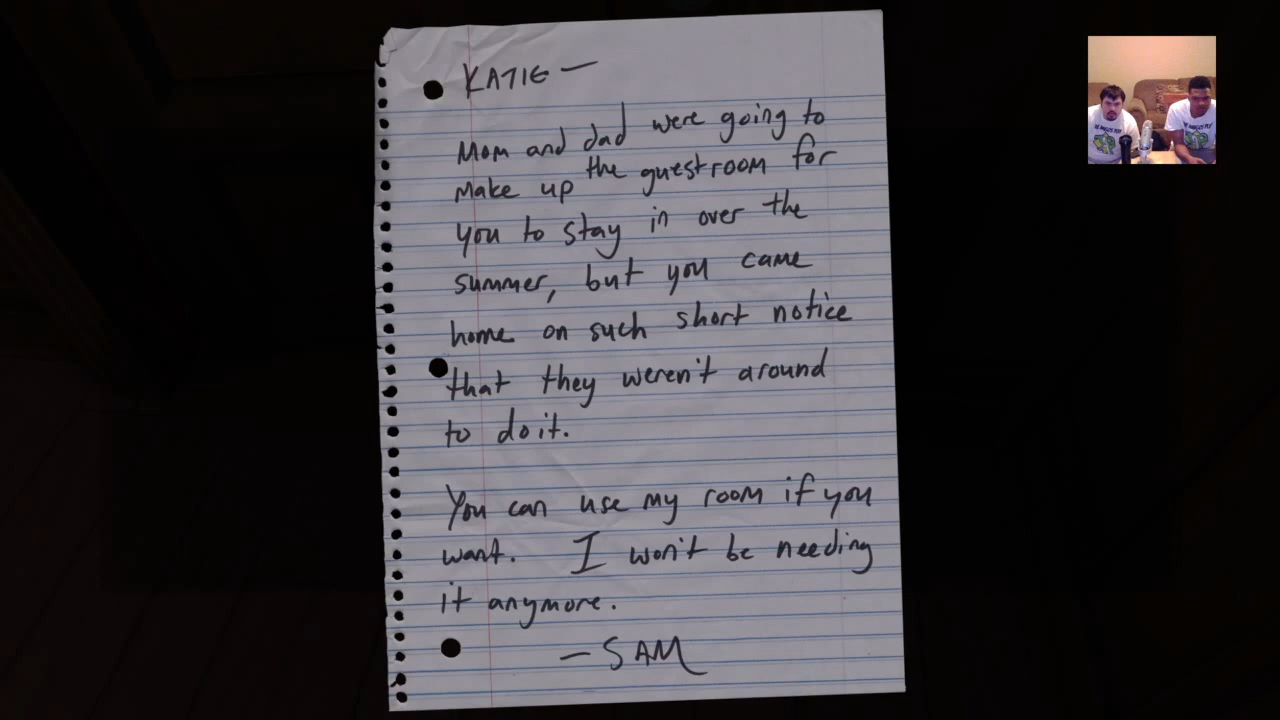 KATIE —
Mom and dad were going to
make up the guestroom for
you to stay in over the
summer, but you came
home on such short notice
that they weren't around
to do it.
You can use my room if you
want. I won't be needing
it anymore.
— SAM